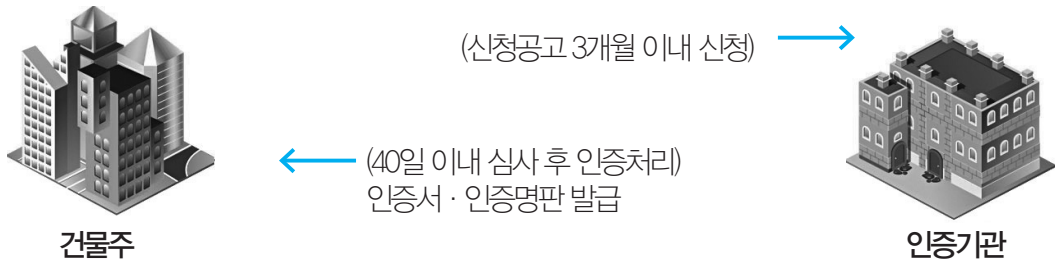 (신청공고 3개월 이내 신청)
(40일 이내 심사 후 인증처리)
인증서 · 인증명판 발급
건물주
인증기관